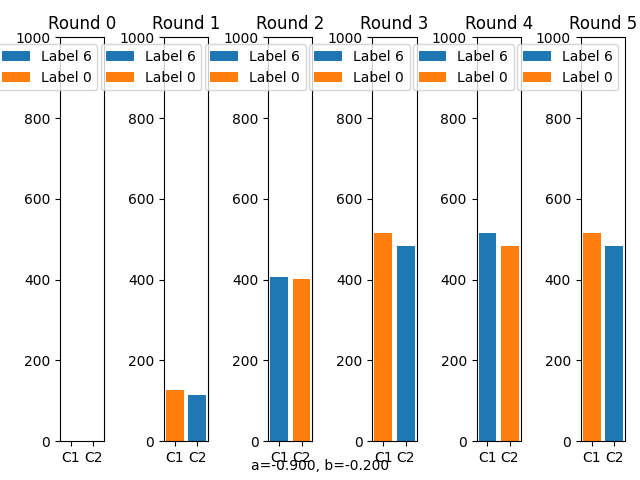 Round 0 Round 1 Round 2 Round 3 Round 4 Round 5
1000 1000 1000 1000 1000 1000
Label 6 Label 6 Label 6 Label 6 Label 6 Label 6
Label 0 Label 0 Label 0 Label 0 Label 0 Label 0
800 800 800 800 800 800
600 600 600 600 600 600
400 400 400 400 400 400
200 200 200 200 200 200
0 0 0 0 0 0
C1 C2 C1 C2 C1 C2 C1 C2 C1 C2 C1 C2
a=-0.900, b=-0.200